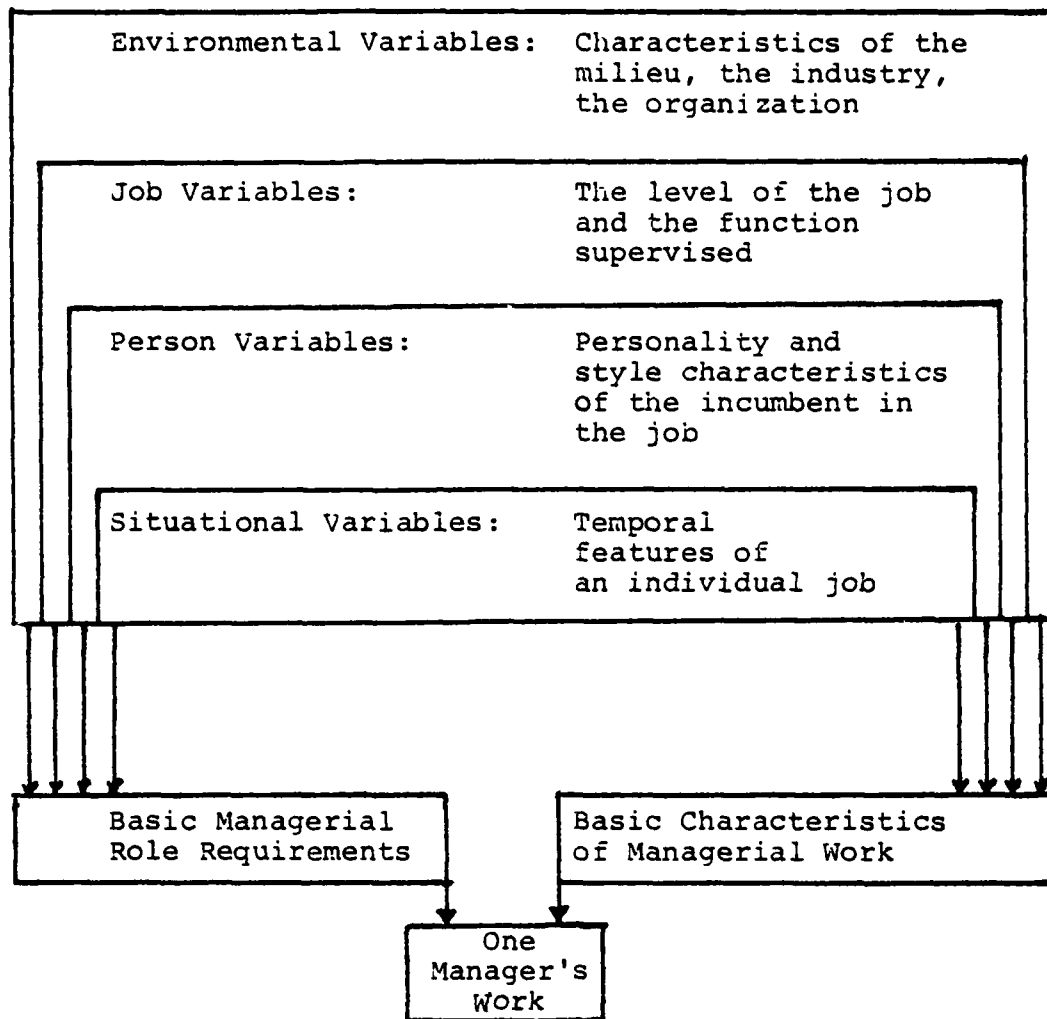 Environmental Variables: Characteristics of the
milieu, the industry,
the organization
Job Variables: The level of the job
and the function
supervised
Person Variables: Personality and
style characteristics
of the incumbent in
the job
Situational Variables: Temporal
features of
an individual job
Basic Managerial
Role Requirements
Basic Characteristics
of Managerial Work
One
Manager's
Work